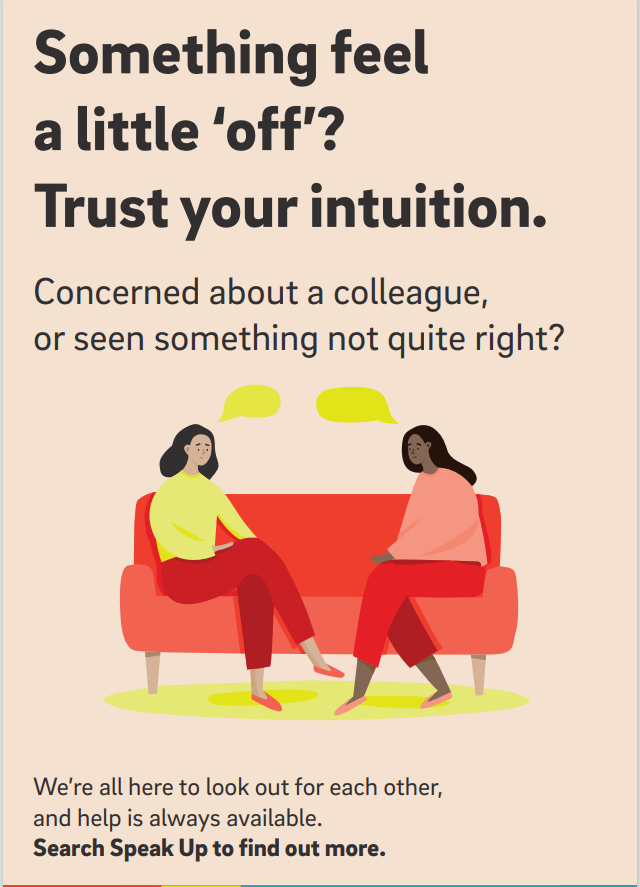 Something feel
a little ‘off’?
Trust your intuition.
Concerned about a colleague,
or seen something not quite right?
We’re all here to look out for each other,
and help is always available.
Search Speak Up to find out more.